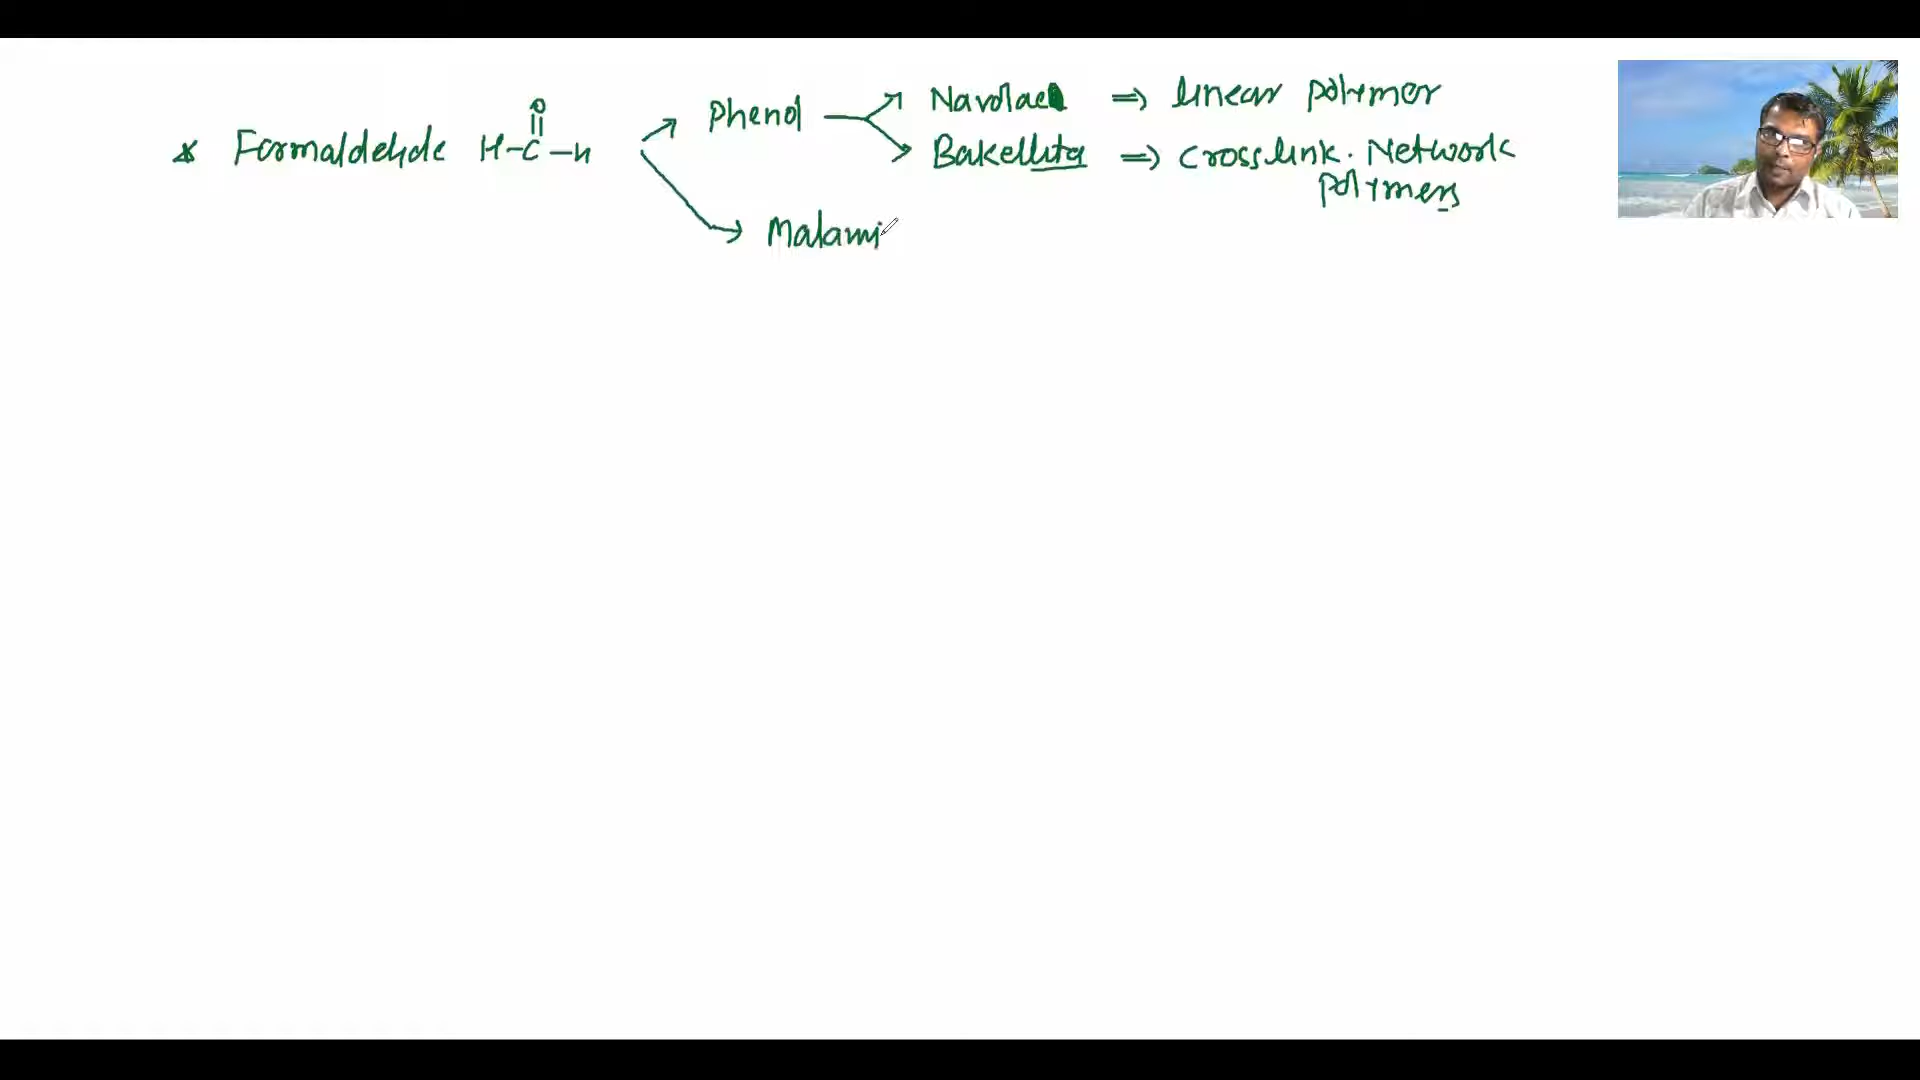 * Formaldehyde H-C-H Phenol Navolac ⇒ linear polymer
O
Bakelite ⇒ Crosslink. Network
polymers
Malami